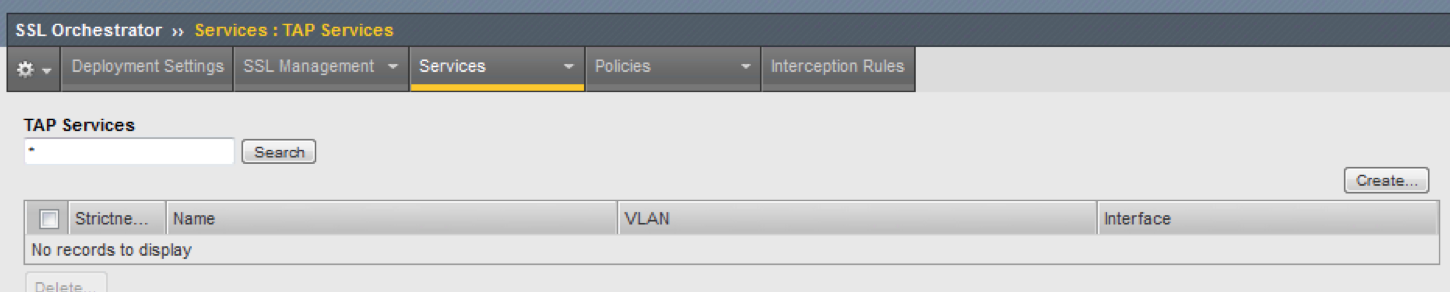 SSL Orchestrator ›› Services : TAP Services
Deployment Settings SSL Management Services Policies Interception Rules
TAP Services
*
Search
Create...
Strictne... Name VLAN Interface
No records to display
Delete...